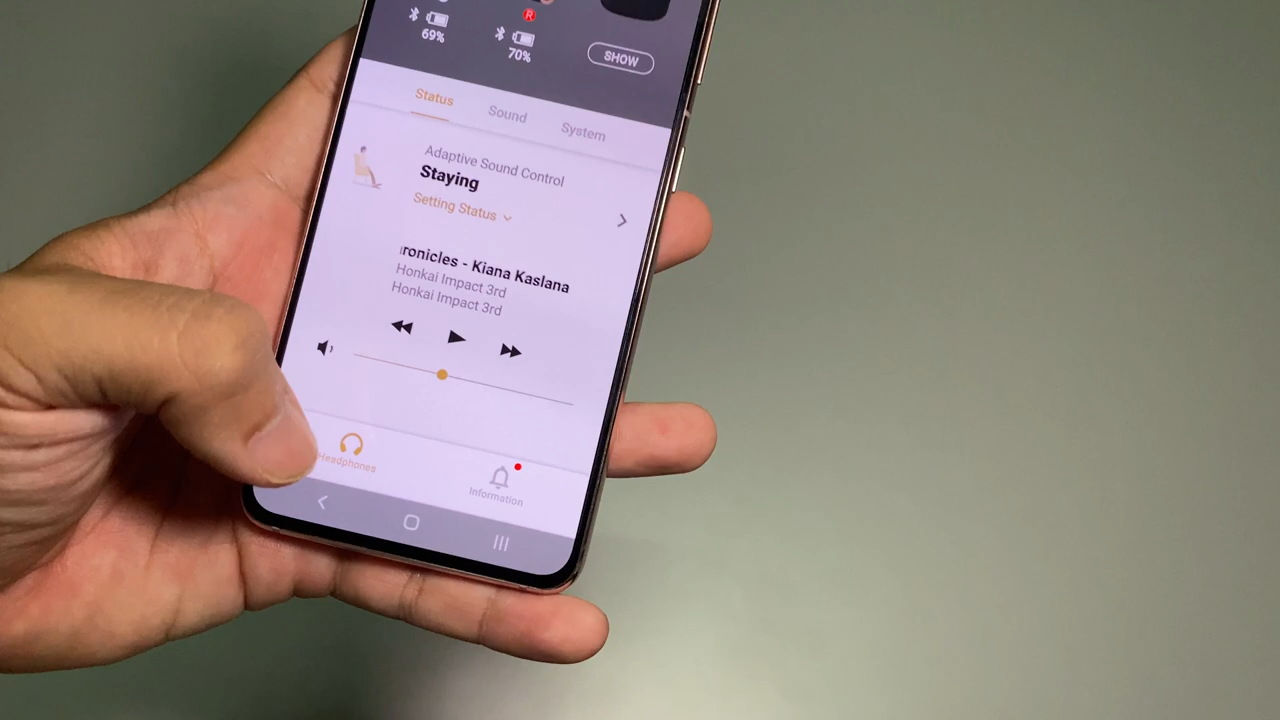 R
69%
70%
SHOW
Status Sound System
Adaptive Sound Control
Staying
Setting Status
ronicles - Kiana Kaslana
Honkai Impact 3rd
Honkai Impact 3rd
Headphones
Information